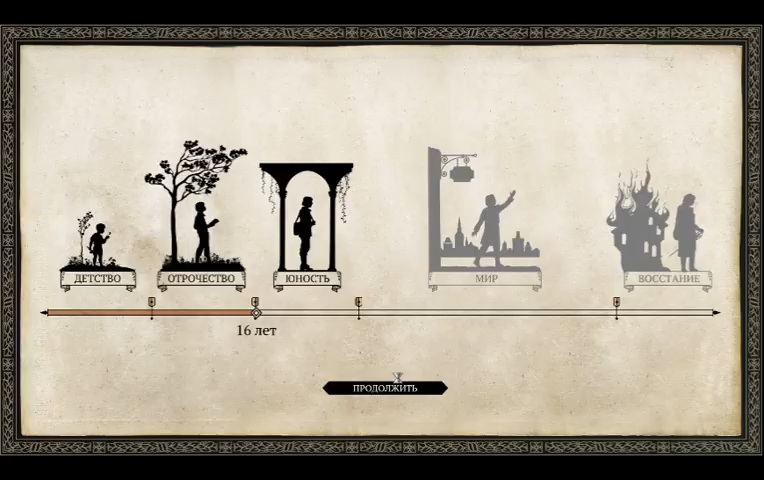 ДЕТСТВО
ОТРОЧЕСТВО
ЮНОСТЬ
МИР
ВОССТАНИЕ
16 лет
ПРОДОЛЖИТЬ